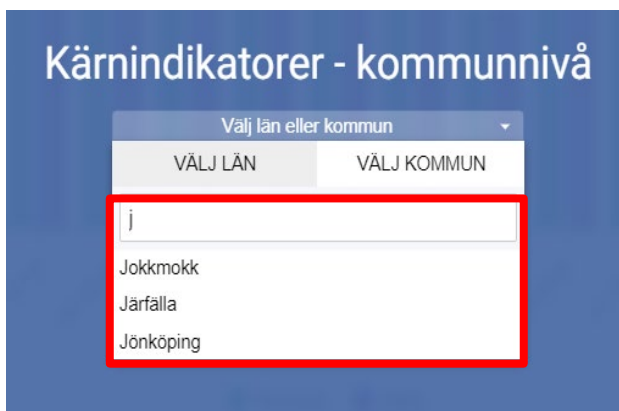 Kärnindikatorer - kommunnivå
Välj län eller kommun
VÄLJ LÄN VÄLJ KOMMUN
j
Jokkmokk
Järfälla
Jönköping